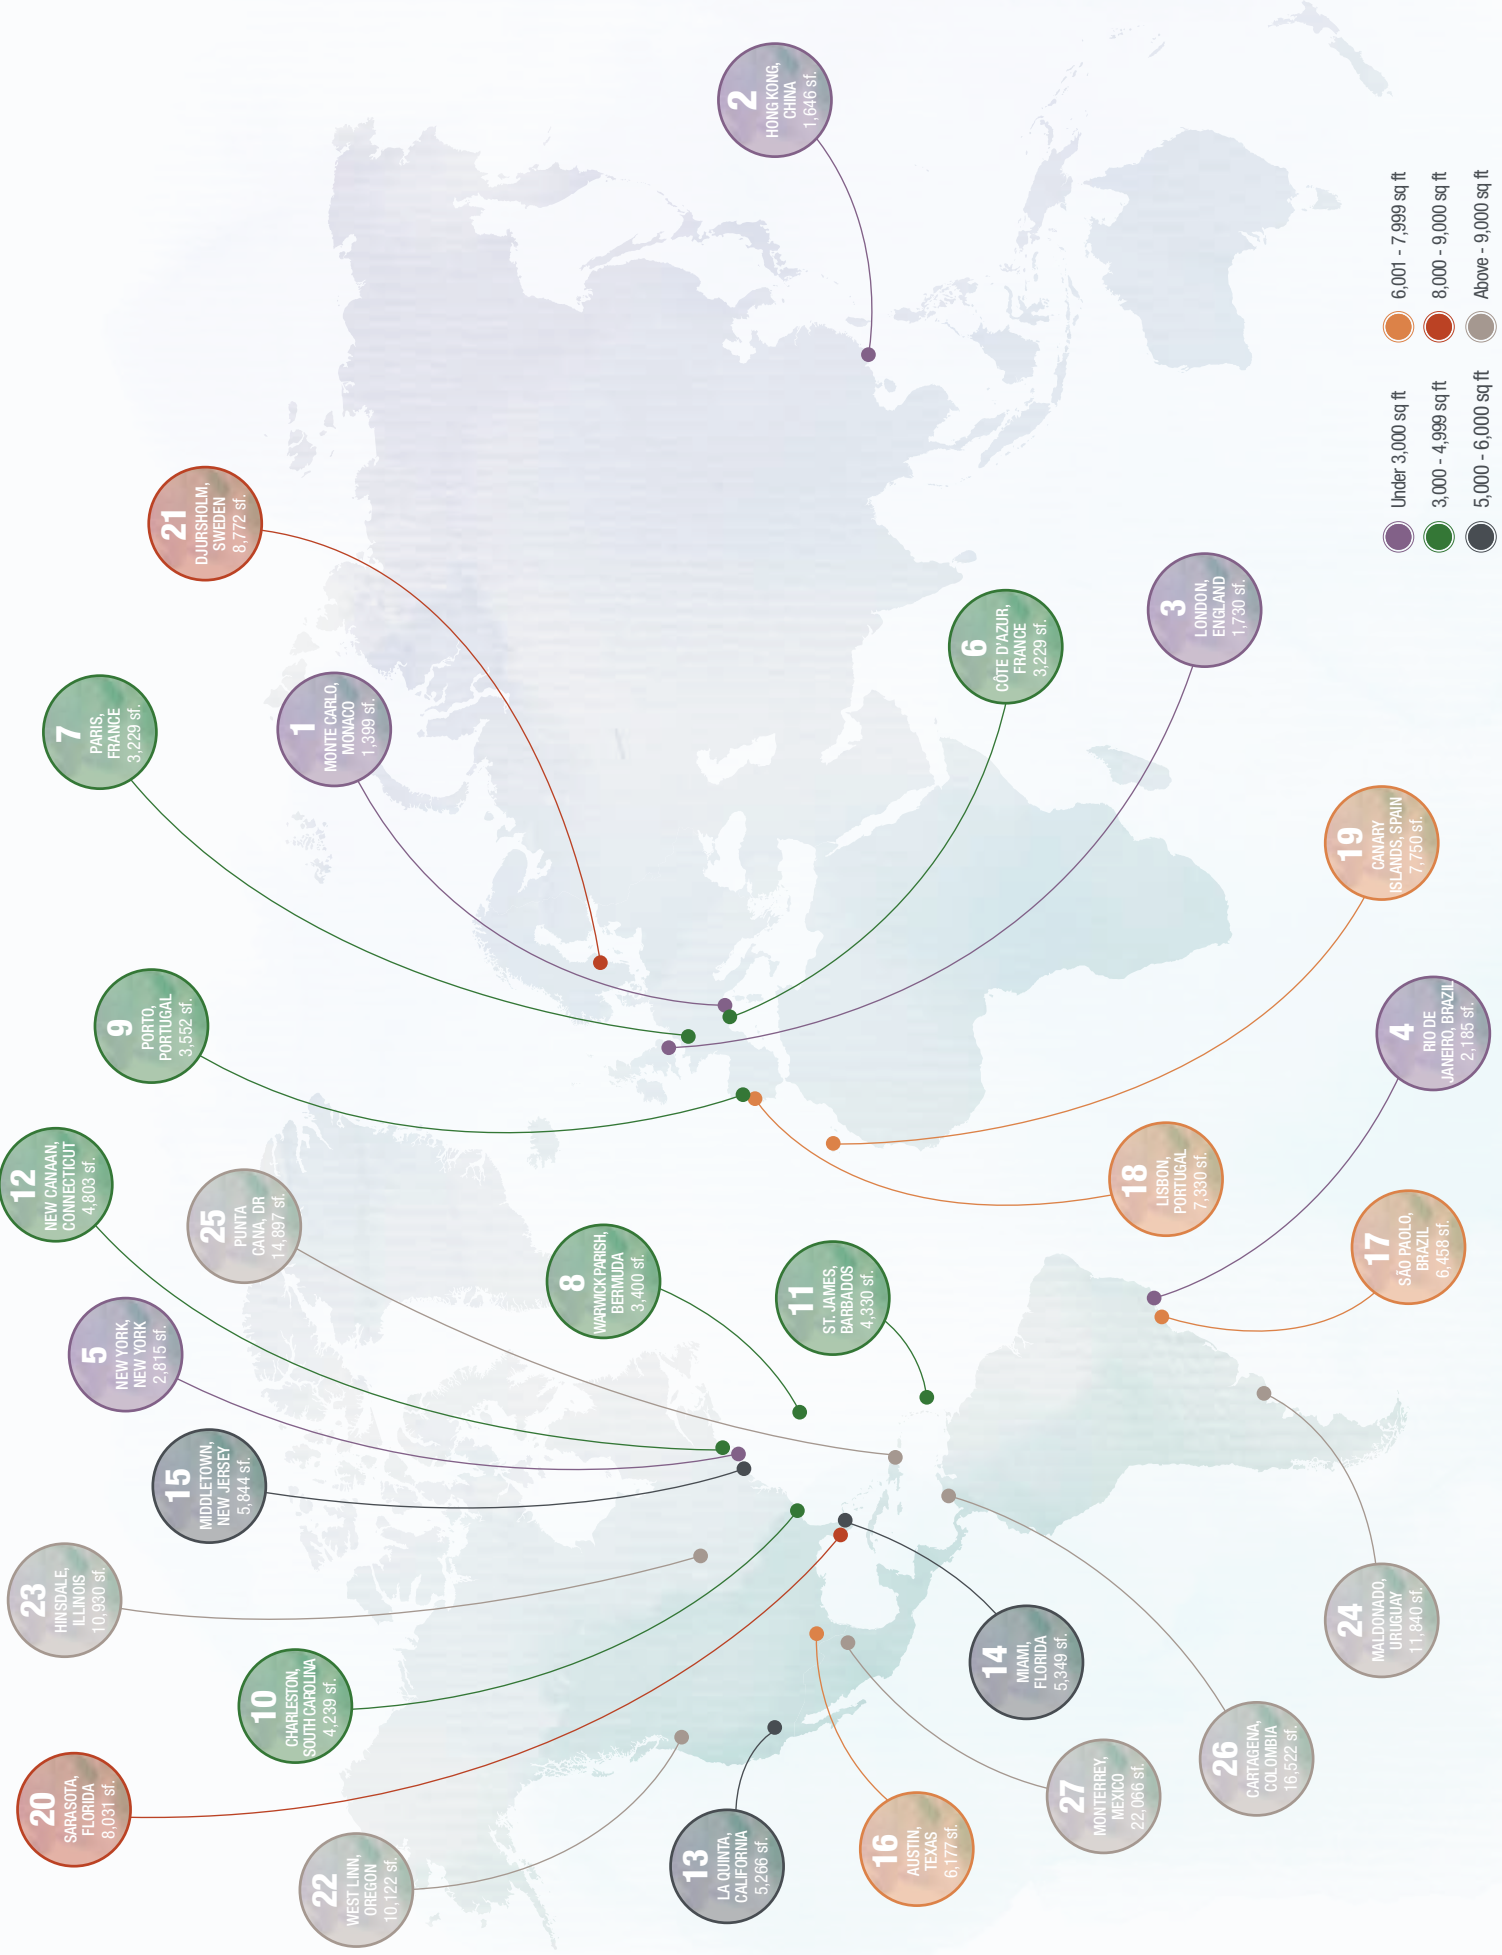 1
MONTE CARLO,
MONACO
1,399 sf.
2
HONG KONG,
CHINA
1,646 sf.
3
LONDON,
ENGLAND
1,730 sf.
4
RIO DE
JANEIRO, BRAZIL
2,185 sf.
5
NEW YORK,
NEW YORK
2,815 sf.
6
CÔTE D'AZUR,
FRANCE
3,229 sf.
7
PARIS,
FRANCE
3,229 sf.
8
WARWICK PARISH,
BERMUDA
3,400 sf.
9
PORTO,
PORTUGAL
3,552 sf.
10
CHARLESTON,
SOUTH CAROLINA
4,239 sf.
11
ST. JAMES,
BARBADOS
4,330 sf.
12
NEW CANAAN,
CONNECTICUT
4,803 sf.
13
LA QUINTA,
CALIFORNIA
5,266 sf.
14
MIAMI,
FLORIDA
5,349 sf.
15
MIDDLETOWN,
NEW JERSEY
5,844 sf.
16
AUSTIN,
TEXAS
6,177 sf.
17
SÃO PAOLO,
BRAZIL
6,458 sf.
18
LISBON,
PORTUGAL
7,330 sf.
19
CANARY
ISLANDS, SPAIN
7,750 sf.
20
SARASOTA,
FLORIDA
8,031 sf.
21
DJURSHOLM,
SWEDEN
8,772 sf.
22
WEST LINN,
OREGON
10,122 sf.
23
HINSDALE,
ILLINOIS
10,930 sf.
24
MALDONADO,
URUGUAY
11,840 sf.
25
PUNTA
CANA, DR
14,897 sf.
26
CARTAGENA,
COLOMBIA
16,522 sf.
27
MONTERREY,
MEXICO
22,066 sf.
Under 3,000 sq ft
3,000 - 4,999 sq ft
5,000 - 6,000 sq ft
6,001 - 7,999 sq ft
8,000 - 9,000 sq ft
Above - 9,000 sq ft